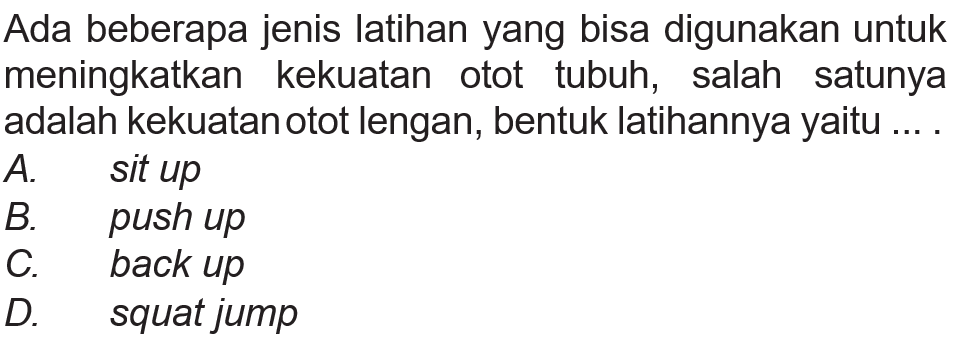 Ada beberapa jenis latihan yang bisa digunakan untuk
meningkatkan kekuatan otot tubuh, salah satunya
adalah kekuatan otot lengan, bentuk latihannya yaitu ... .
A. sit up
B. push up
C. back up
D. squat jump